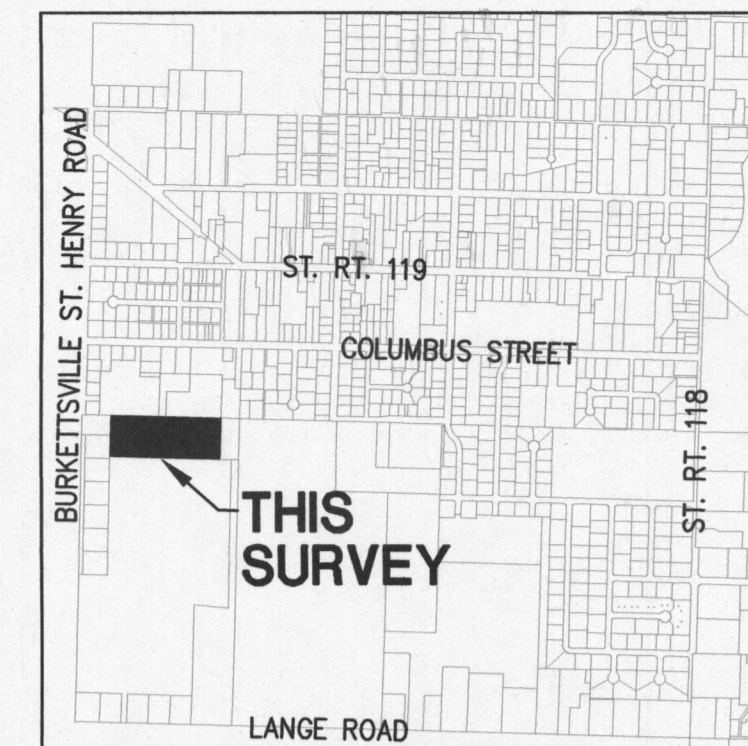 BURKETTSVILLE ST. HENRY ROAD
ST. RT. 119
COLUMBUS STREET
ST. RT. 118
THIS
SURVEY
LANGE ROAD